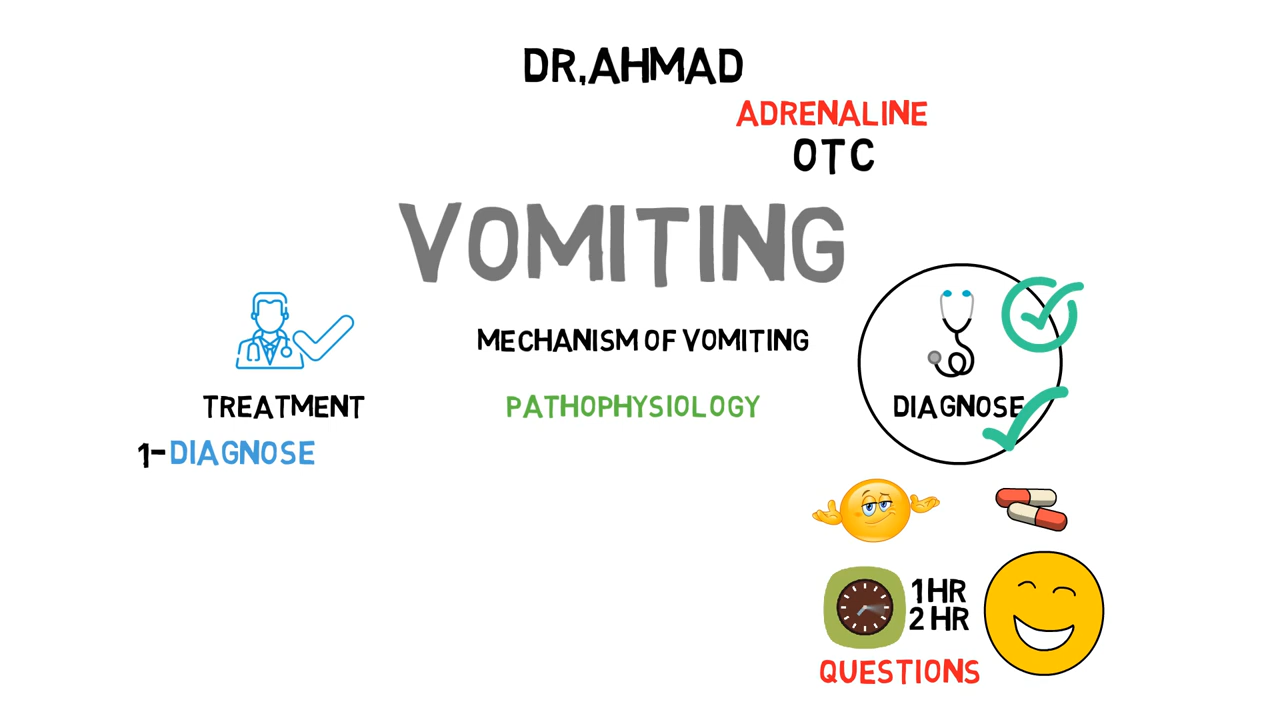 DR,AHMAD
ADRENALINE
OTC
VOMITING
MECHANISM OF VOMITING
TREATMENT
PATHOPHYSIOLOGY
DIAGNOSE
1-DIAGNOSE
1HR
2 HR
QUESTIONS